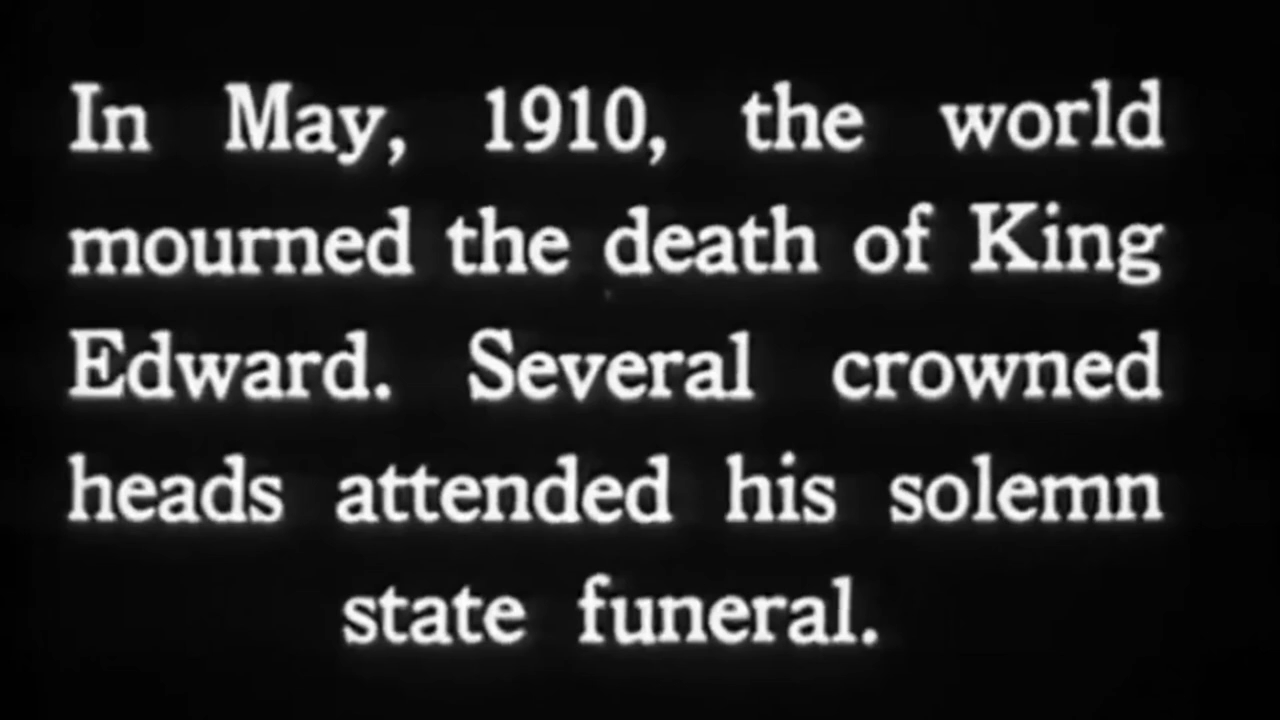 In May, 1910, the world
mourned the death of King
Edward. Several crowned
heads attended his solemn
state funeral.